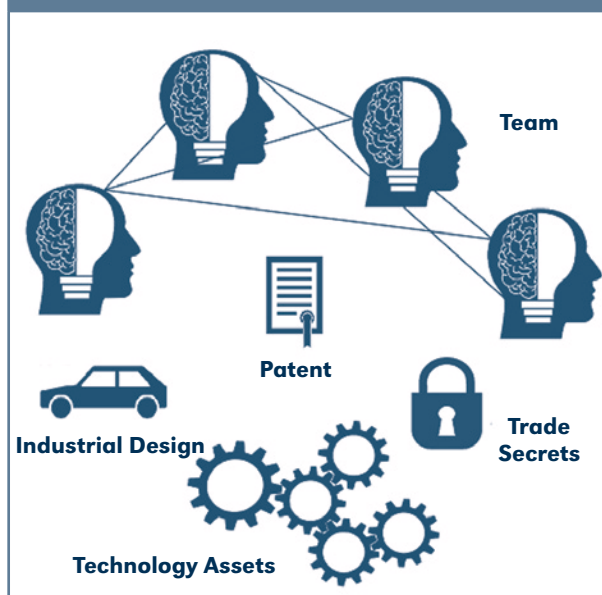 Team
Patent
Industrial Design
Trade
Secrets
Technology Assets